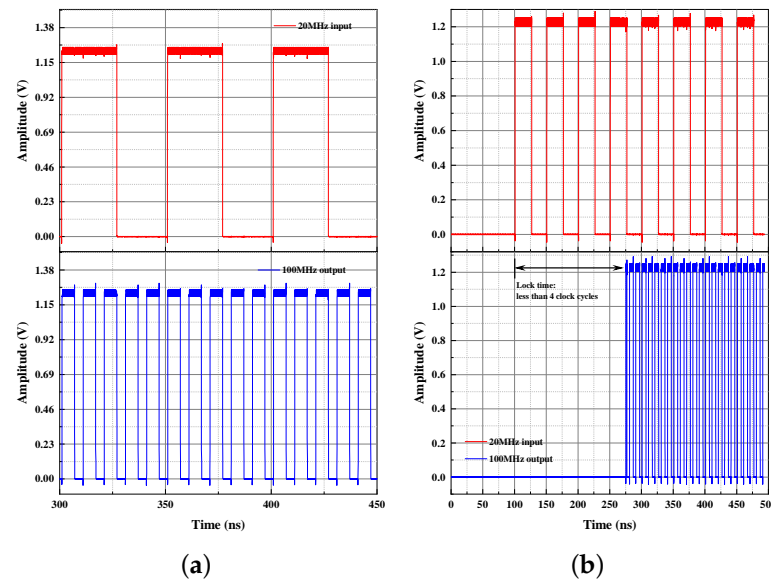 1.38
1.15
0.92
0.69
0.46
0.23
0.00
Amplitude (V)
20MHz input
1.38
1.15
0.92
0.69
0.46
0.23
0.00
Amplitude (V)
100MHz output
300 350 400 450
Time (ns)
(a)
1.2
1.0
0.8
0.6
0.4
0.2
0.0
Amplitude (V)
1.2
1.0
0.8
0.6
0.4
0.2
0.0
Amplitude (V)
Lock time:
less than 4 clock cycles
20MHz input
100MHz output
0 50 100 150 200 250 300 350 400 450 500
Time (ns)
(b)